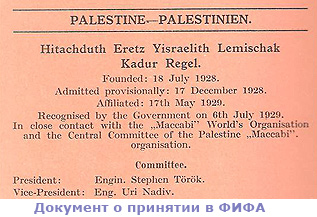 PALESTINE—PALESTINIEN.
Hitachduth Eretz Yisraelith Lemischak
Kadur Regel.
Founded: 18 July 1928.
Admitted provisionally: 17 December 1928.
Affiliated: 17th May 1929.
Recognised by the Government on 6th July 1929.
In close contact with the „Maccabi" World's Organisation
and the Central Committee of the Palestine „Maccabi".
organisation.
Committee.
President: Engin. Stephen Török.
Vice-President: Eng. Uri Nadiv.
Документ о принятии в ФИФА